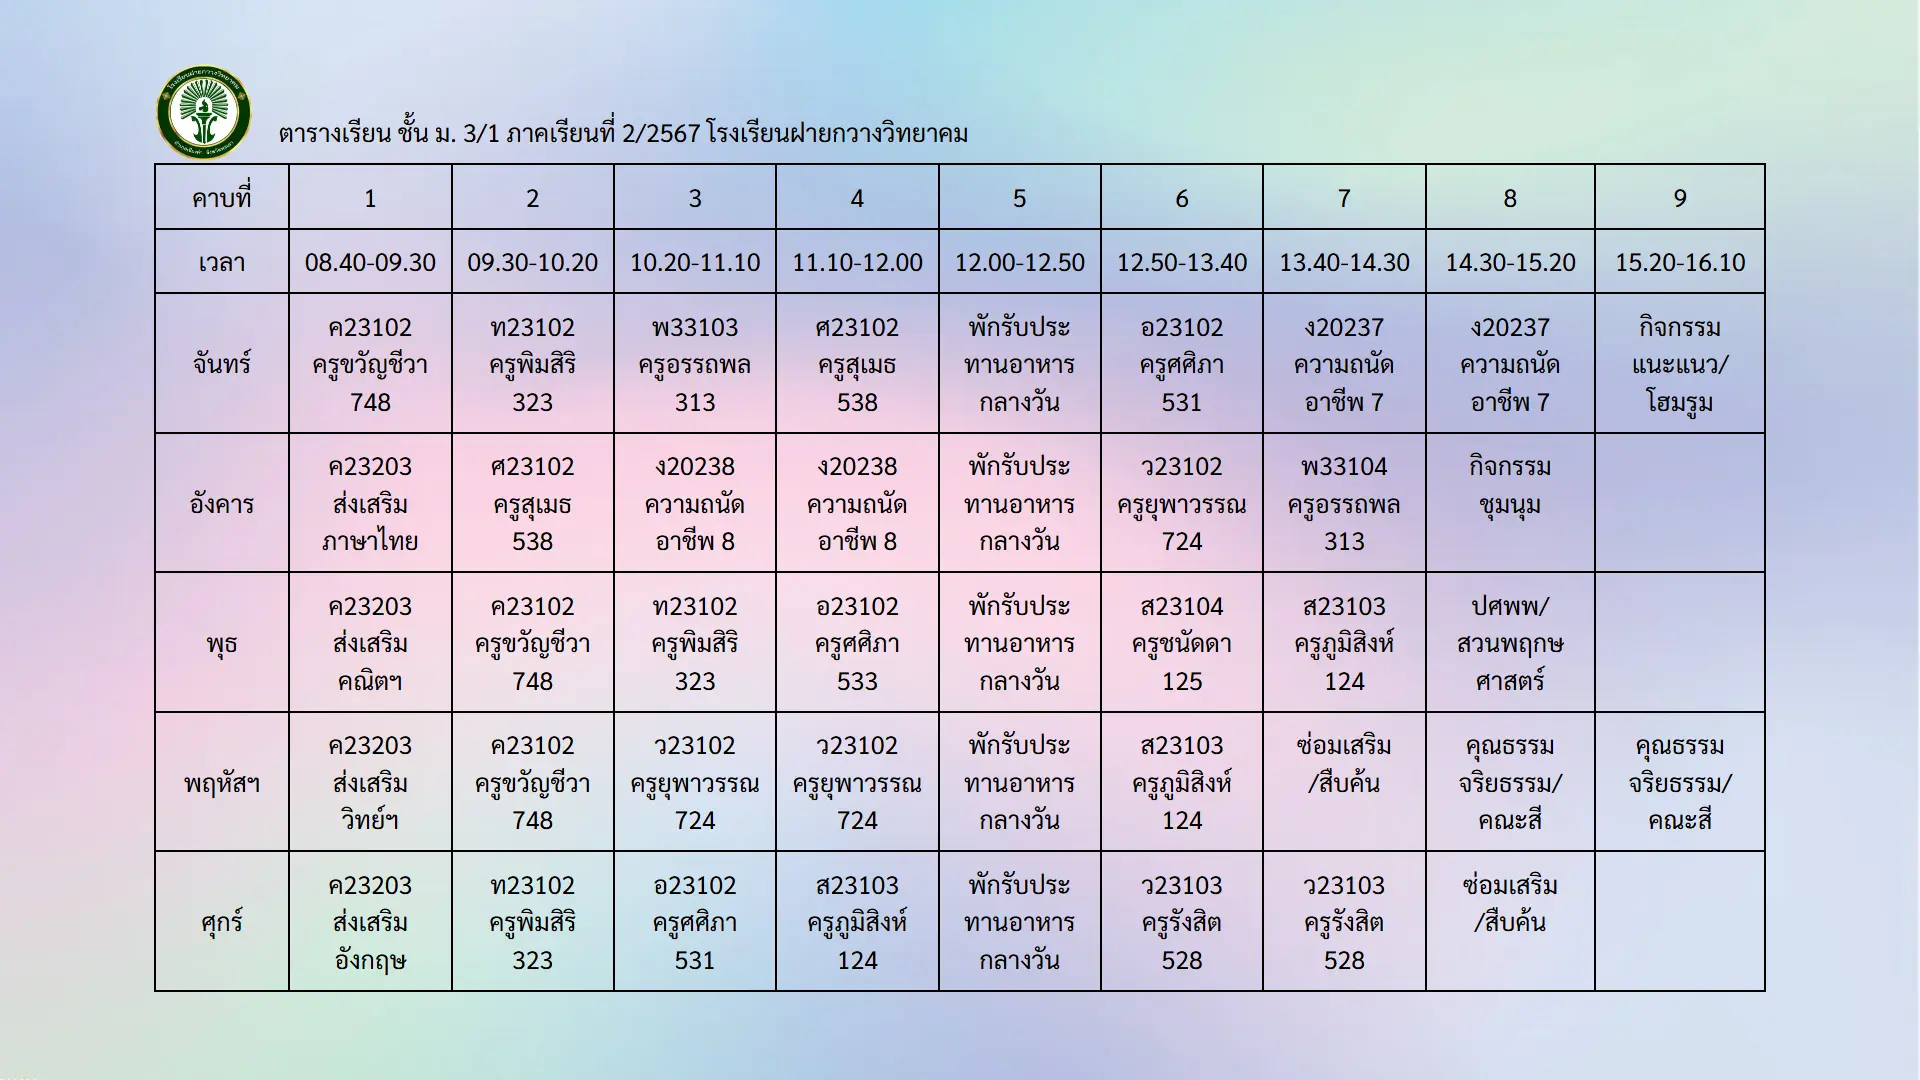 โรงเรียนฝายกวางวิทยาคม
ตารางเรียน ชั้น ม. 3/1 ภาคเรียนที่ 2/2567 โรงเรียนฝายกวางวิทยาคม
คาบที่ 1 2 3 4 5 6 7 8 9
เวลา 08.40-09.30 09.30-10.20 10.20-11.10 11.10-12.00 12.00-12.50 12.50-13.40 13.40-14.30 14.30-15.20 15.20-16.10
ค23102 ท23102 พ33103 ศ23102 พักรับประ อ23102 ง20237 ง20237 กิจกรรม
จันทร์ ครูขวัญชีวา ครูพิมสิริ ครูอรรถพล ครูสุเมธ ทานอาหาร ครูศศิภา ความถนัด ความถนัด แนะแนว/
748 323 313 538 กลางวัน 531 อาชีพ 7 อาชีพ 7 โฮมรูม
ค23203 ศ23102 ง20238 ง20238 พักรับประ ว23102 พ33104 กิจกรรม
อังคาร ส่งเสริม ครูสุเมธ ความถนัด ความถนัด ทานอาหาร ครูยุพาวรรณ ครูอรรถพล ชุมนุม
ภาษาไทย 538 อาชีพ 8 อาชีพ 8 กลางวัน 724 313
ค23203 ค23102 ท23102 อ23102 พักรับประ ส23104 ส23103 ปศพพ/
พุธ ส่งเสริม ครูขวัญชีวา ครูพิมสิริ ครูศศิภา ทานอาหาร ครูชนัดดา ครูภูมิสิงห์ สวนพฤกษ
คณิตฯ 748 323 533 กลางวัน 125 124 ศาสตร์
ค23203 ค23102 ว23102 ว23102 พักรับประ ส23103 ซ่อมเสริม คุณธรรม คุณธรรม
พฤหัสฯ ส่งเสริม ครูขวัญชีวา ครูยุพาวรรณ ครูยุพาวรรณ ทานอาหาร ครูภูมิสิงห์ /สืบค้น จริยธรรม/ จริยธรรม/
วิทย์ฯ 748 724 724 กลางวัน 124 คณะสี คณะสี
ค23203 ท23102 อ23102 ส23103 พักรับประ ว23103 ว23103 ซ่อมเสริม
ศุกร์ ส่งเสริม ครูพิมสิริ ครูศศิภา ครูภูมิสิงห์ ทานอาหาร ครูรังสิต ครูรังสิต /สืบค้น
อังกฤษ 323 531 124 กลางวัน 528 528